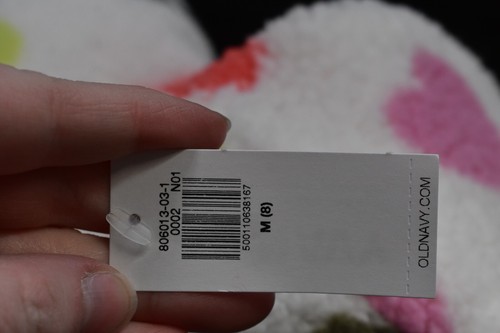 806013-03-1
0002 N01
500110638167
M (8)
OLDNAVY.COM